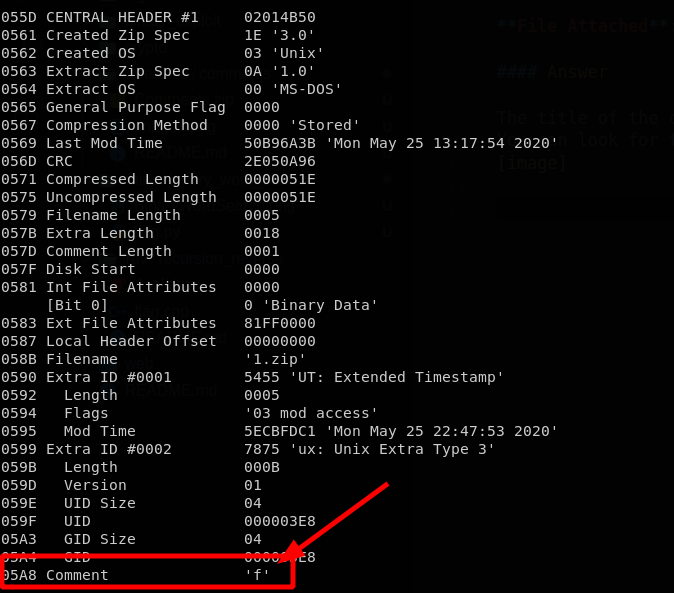 055D CENTRAL HEADER #1 02014B50
0561 Created Zip Spec 1E '3.0'
0562 Created OS 03 'Unix'
0563 Extract Zip Spec 0A '1.0'
0564 Extract OS 00 'MS-DOS'
0565 General Purpose Flag 0000
0567 Compression Method 0000 'Stored'
0569 Last Mod Time 50B96A3B 'Mon May 25 13:17:54 2020'
056D CRC 2E050A96
0571 Compressed Length 0000051E
0575 Uncompressed Length 0000051E
0579 Filename Length 0005
057B Extra Length 0018
057D Comment Length 0001
057F Disk Start 0000
0581 Int File Attributes 0000
[Bit 0] 0 'Binary Data'
0583 Ext File Attributes 81FF0000
0587 Local Header Offset 00000000
058B Filename '1.zip'
0590 Extra ID #0001 5455 'UT: Extended Timestamp'
0592 Length 0005
0594 Flags '03 mod access'
0595 Mod Time 5ECBFDC1 'Mon May 25 22:47:53 2020'
0599 Extra ID #0002 7875 'ux: Unix Extra Type 3'
059B Length 000B
059D Version 01
059E UID Size 04
059F UID 000003E8
05A3 GID Size 04
05A4 GID 000003E8
05A8 Comment 'f'
**File Attached**
#### Answer
The title of the
look for
[image]
README.md
README.md